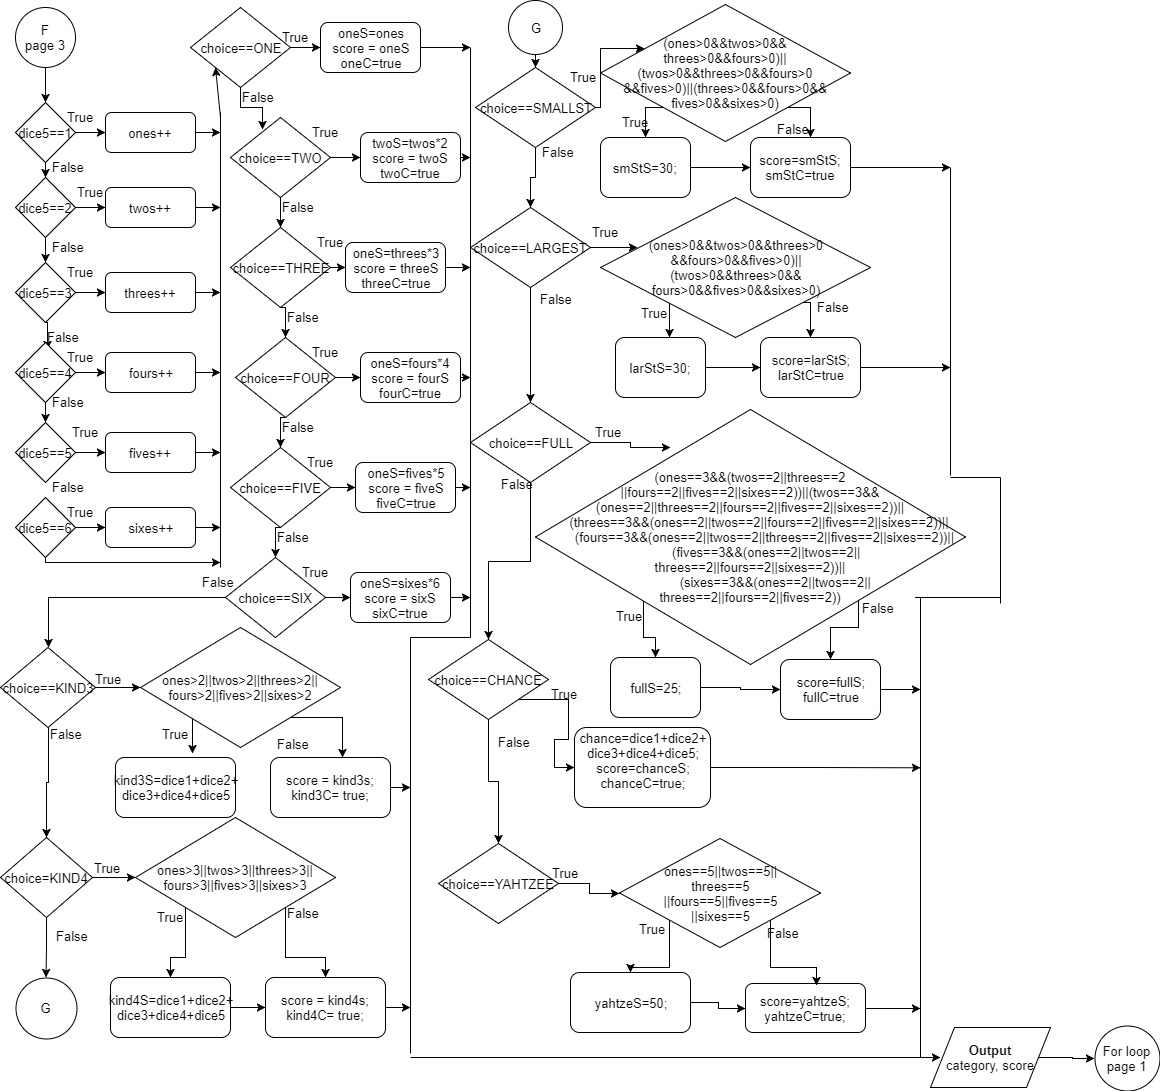 F
page 3
dice5==1
True
ones++
False
dice5==2
True
twos++
False
dice5==3
True
threes++
False
dice5==4
True
fours++
False
dice5==5
True
fives++
False
dice5==6
True
sixes++
choice==ONE
True
oneS=ones
score = oneS
oneC=true
False
choice==TWO
True
twoS=twos*2
score = twoS
twoC=true
False
choice==THREE
True
oneS=threes*3
score = threeS
threeC=true
False
choice==FOUR
True
oneS=fours*4
score = fourS
fourC=true
False
choice==FIVE
True
oneS=fives*5
score = fiveS
fiveC=true
False
choice==SIX
True
oneS=sixes*6
score = sixS
sixC=true
False
choice==KIND3
True
ones>2||twos>2||threes>2||
fours>2||fives>2||sixes>2
True
False
kind3S=dice1+dice2+
dice3+dice4+dice5
score = kind3s;
kind3C= true;
False
choice=KIND4
True
ones>3||twos>3||threes>3||
fours>3||fives>3||sixes>3
True
False
kind4S=dice1+dice2+
dice3+dice4+dice5
score = kind4s;
kind4C= true;
False
G
G
choice==SMALLST
True
(ones>0&&twos>0&&
threes>0&&fours>0)||
(twos>0&&threes>0&&fours>0
&&fives>0)||(threes>0&&fours>0&&
fives>0&&sixes>0)
True
False
smStS=30;
score=smStS;
smStC=true
False
choice==LARGEST
True
(ones>0&&twos>0&&threes>0
&&fours>0&&fives>0)||
(twos>0&&threes>0&&
fours>0&&fives>0&&sixes>0)
True
False
larStS=30;
score=larStS;
larStC=true
False
choice==FULL
True
(ones==3&&(twos==2||threes==2
||fours==2||fives==2||sixes==2))||(twos==3&&
(ones==2||threes==2||fours==2||fives==2||sixes==2))||
(threes==3&&(ones==2||twos==2||fours==2||fives==2||sixes==2))||
(fours==3&&(ones==2||twos==2||threes==2||fives==2||sixes==2))||
(fives==3&&(ones==2||twos==2||
threes==2||fours==2||sixes==2))||
(sixes==3&&(ones==2||twos==2||
threes==2||fours==2||fives==2))
True
False
fullS=25;
score=fullS;
fullC=true
False
choice==CHANCE
True
chance=dice1+dice2+
dice3+dice4+dice5;
score=chanceS;
chanceC=true;
False
choice==YAHTZEE
True
ones==5||twos==5||
threes==5
||fours==5||fives==5
||sixes==5
True
False
yahtzeS=50;
score=yahtzeS;
yahtzeC=true;
Output
category, score
For loop
page 1